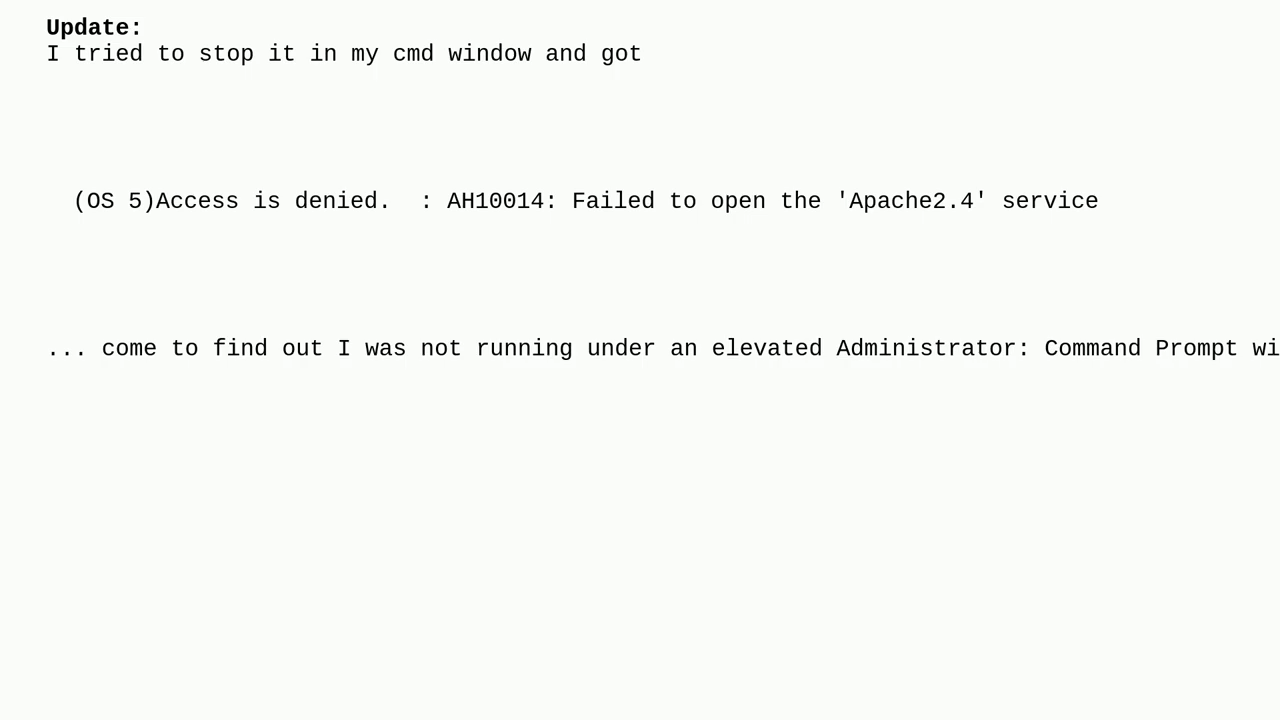 Update:
I tried to stop it in my cmd window and got
(OS 5)Access is denied.  : AH10014: Failed to open the 'Apache2.4' service
... come to find out I was not running under an elevated Administrator: Command Prompt